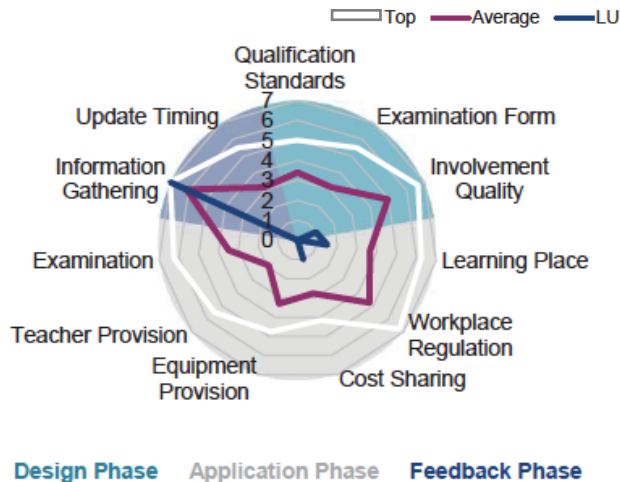 Top Average LU
Qualification
Standards
Update Timing
Examination Form
Information
Gathering
Involvement
Quality
7
6
5
4
3
2
1
0
Examination
Learning Place
Teacher Provision
Workplace
Regulation
Equipment
Provision
Cost Sharing
Design Phase Application Phase Feedback Phase